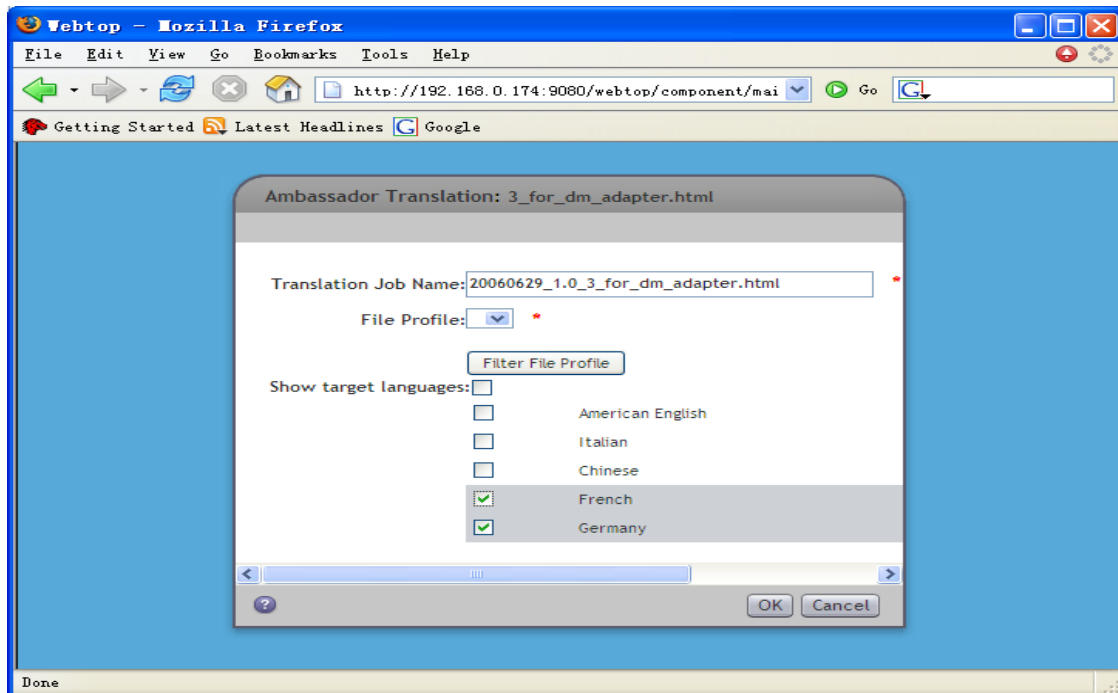 Webtop - Mozilla Firefox
File Edit View Go Bookmarks Tools Help
http://192.168.0.174:9080/webtop/component/mai Go G
Getting Started Latest Headlines G Google
Ambassador Translation: 3_for_dm_adapter.html
Translation Job Name: 20060629_1.0_3_for_dm_adapter.html *
File Profile: *
Filter File Profile
Show target languages:
American English
Italian
Chinese
French
Germany
? OK Cancel
Done